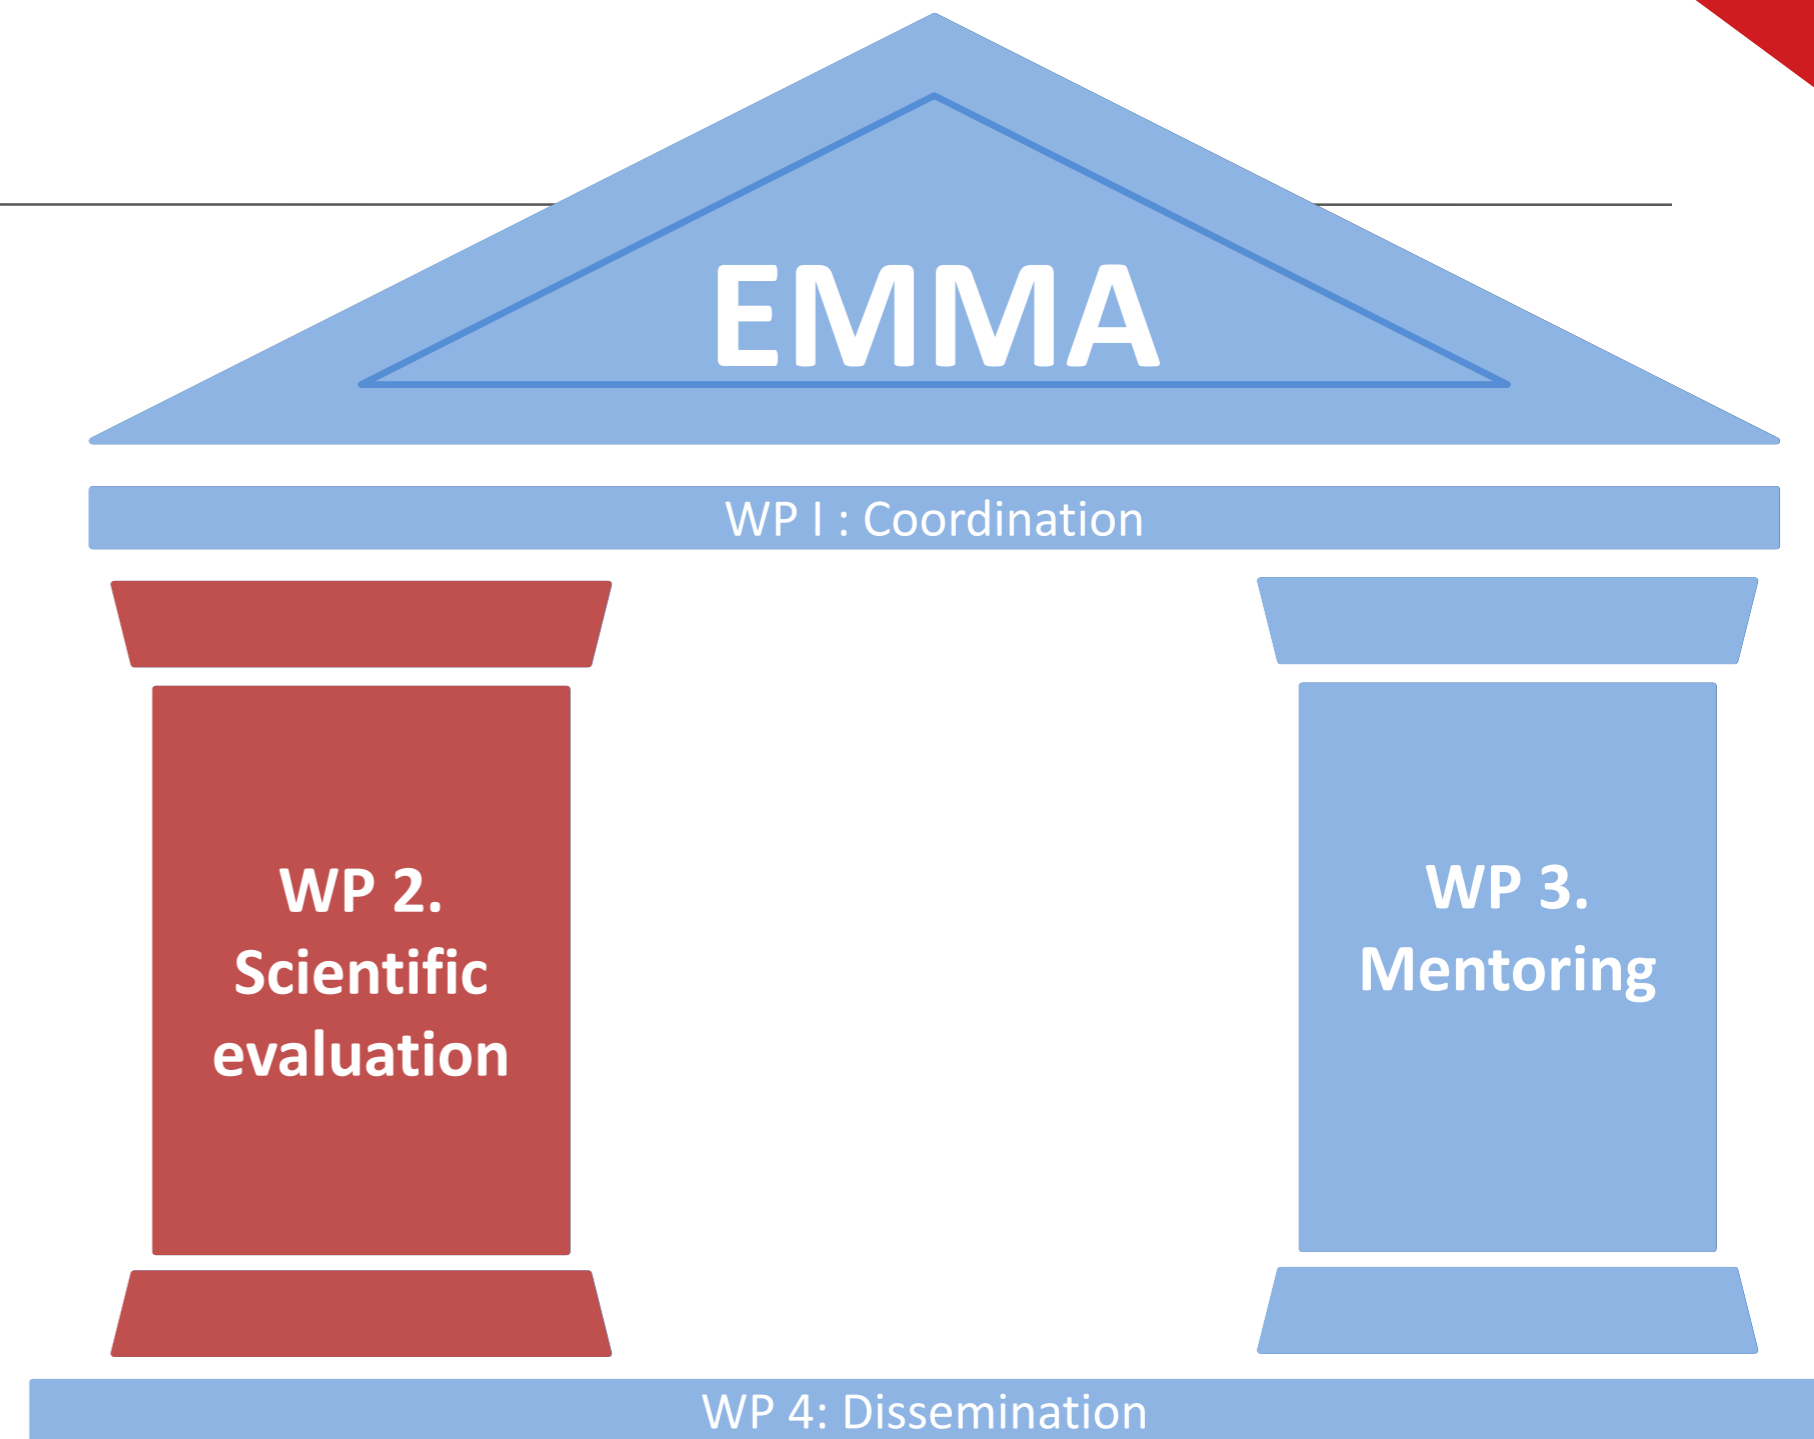 EMMA
WP I : Coordination
WP 2.
Scientific
evaluation
WP 3.
Mentoring
WP 4: Dissemination